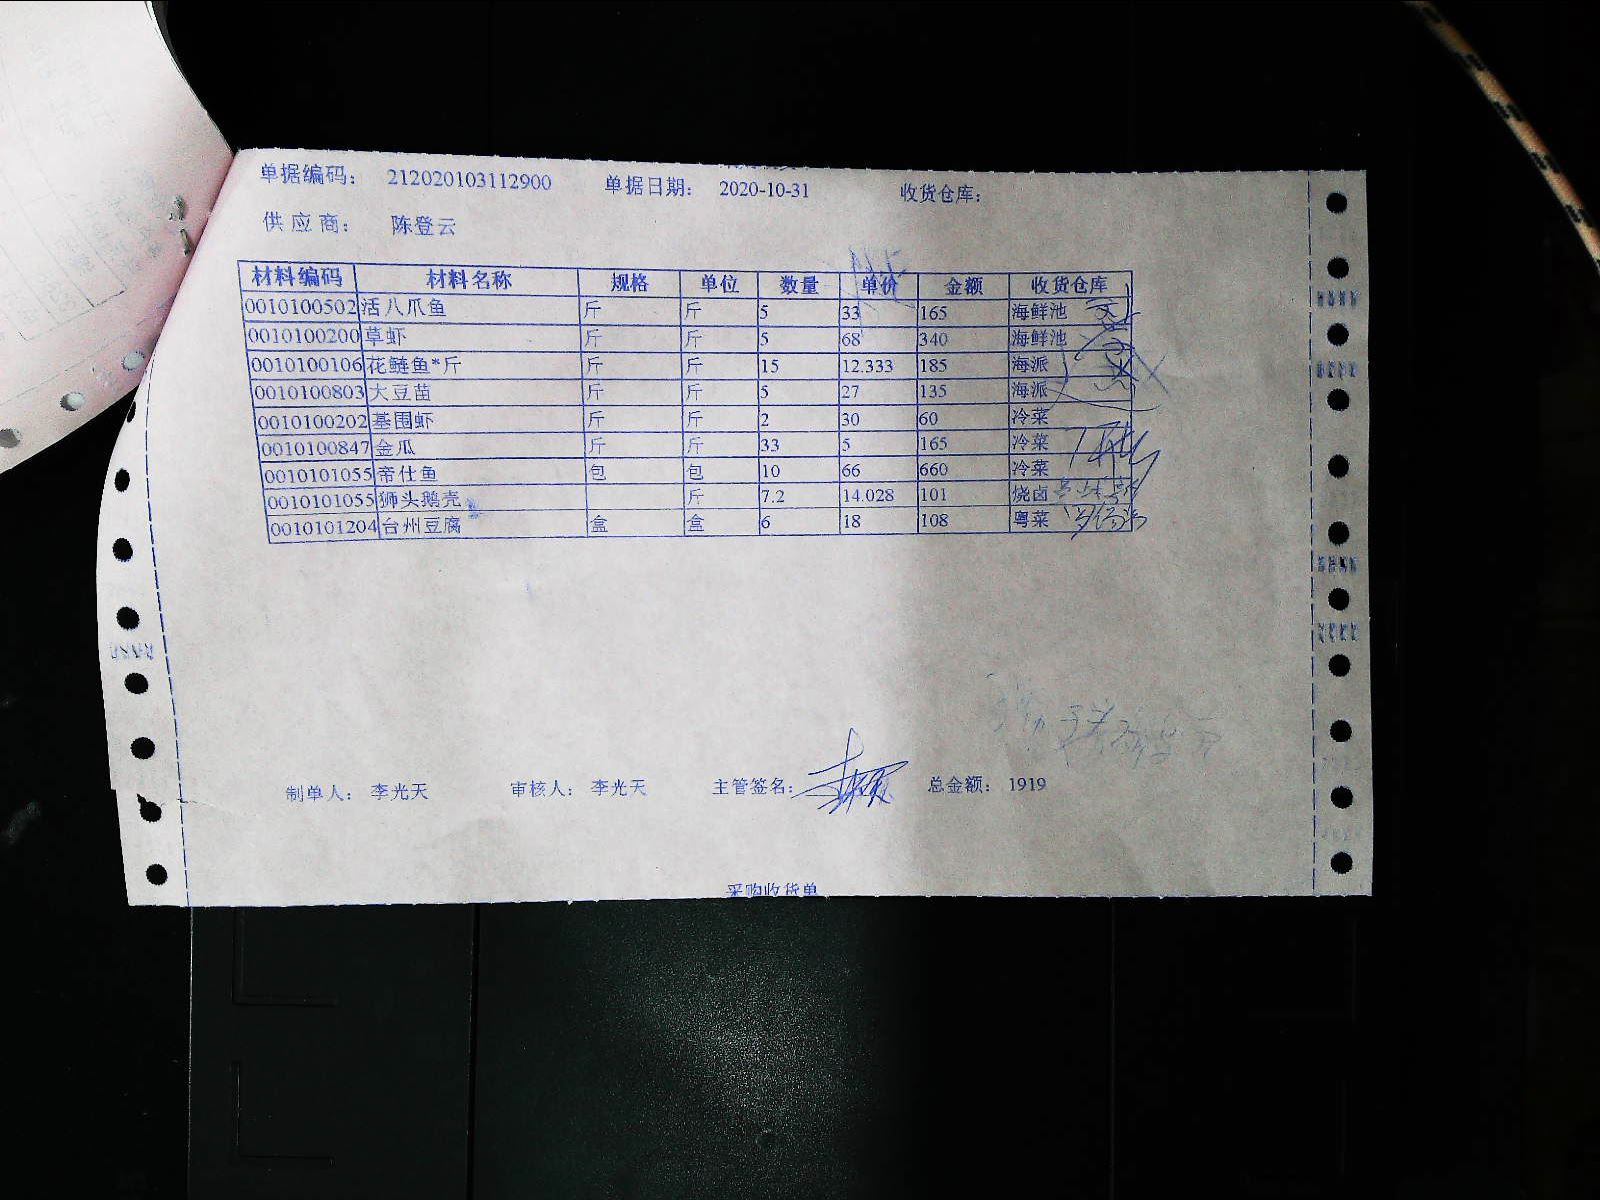 单据编码： 212020103112900 单据日期： 2020-10-31 收货仓库：
供应商： 陈登云
材料编码 材料名称 规格 单位 数量 单价 金额 收货仓库
0010100502 活八爪鱼 斤 斤 5 33 165 海鲜池
0010100200 草虾 斤 斤 5 68 340 海鲜池
0010100106 花鲢鱼*斤 斤 斤 15 12.333 185 海派
0010100803 大豆苗 斤 斤 5 27 135 海派
0010100202 基围虾 斤 斤 2 30 60 冷菜
0010100847 金瓜 斤 斤 33 5 165 冷菜
0010101055 帝仕鱼 包 包 10 66 660 冷菜
0010101055 狮头鹅壳 斤 7.2 14.028 101 烧卤
0010101204 台州豆腐 盒 盒 6 18 108 粤菜
制单人： 李光天 审核人： 李光天 主管签名： 总金额： 1919
采购收货单